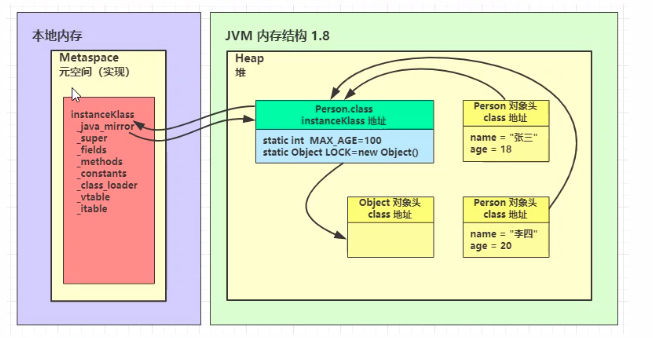 本地内存
Metaspace
元空间（实现）
instanceKlass
_java_mirror
_super
_fields
_methods
_constants
_class_loader
_vtable
_itable
JVM 内存结构 1.8
Heap
堆
Person.class
instanceKlass 地址
static int MAX_AGE=100
static Object LOCK=new Object()
Person 对象头
class 地址
name = "张三"
age = 18
Object 对象头
class 地址
Person 对象头
class 地址
name = "李四"
age = 20